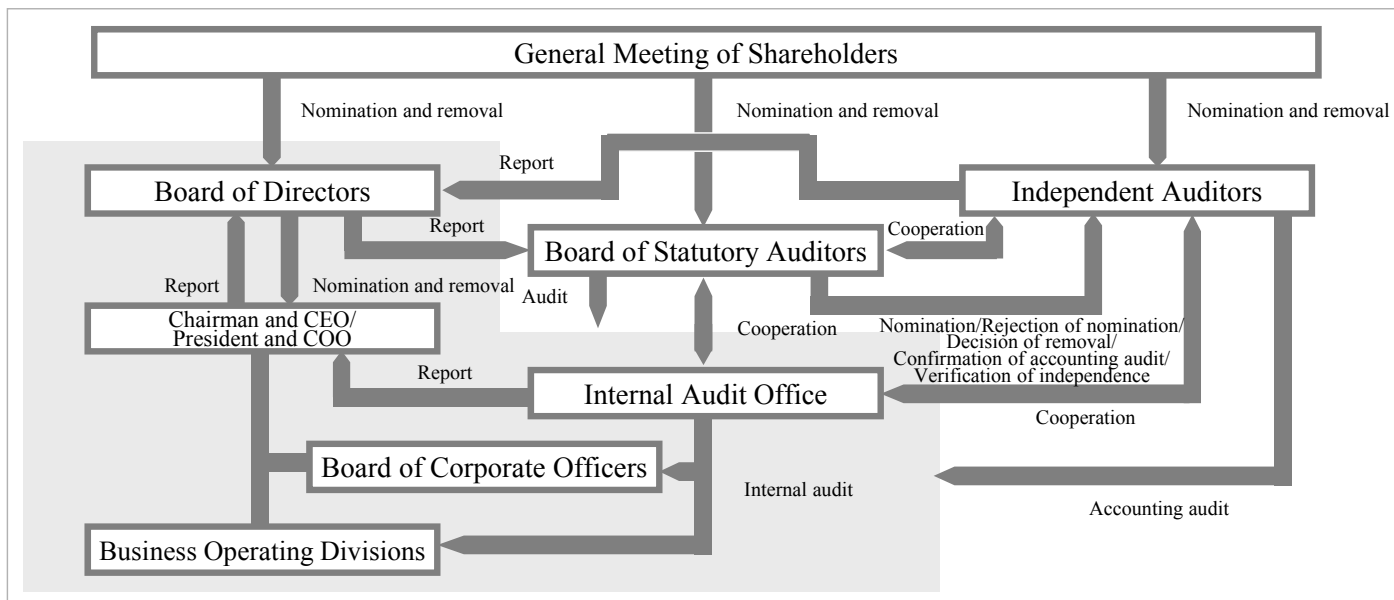 General Meeting of Shareholders
Nomination and removal
Nomination and removal
Nomination and removal
Report
Board of Directors
Independent Auditors
Report
Cooperation
Board of Statutory Auditors
Report
Nomination and removal
Audit
Chairman and CEO/
President and COO
Cooperation
Nomination/Rejection of nomination/
Decision of removal/
Confirmation of accounting audit/
Verification of independence
Report
Internal Audit Office
Cooperation
Board of Corporate Officers
Internal audit
Accounting audit
Business Operating Divisions